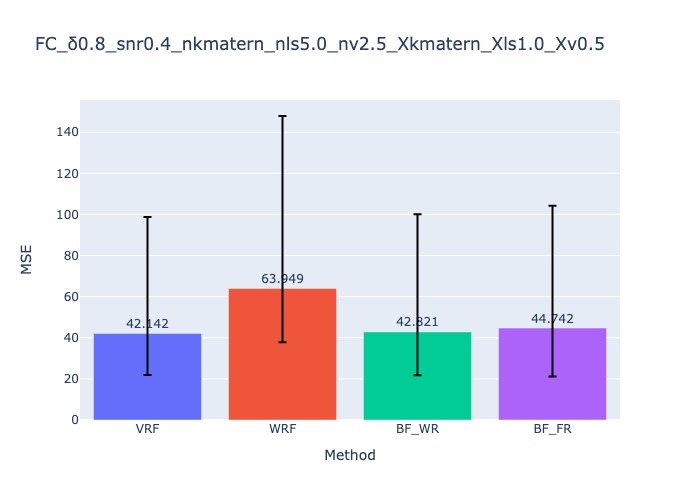 FC_δ0.8_snr0.4_nkmatern_nls5.0_nv2.5_Xkmatern_Xls1.0_Xv0.5
140
120
100
80
60
40
20
0
MSE
42.142
63.949
42.821
44.742
VRF
WRF
BF_WR
BF_FR
Method